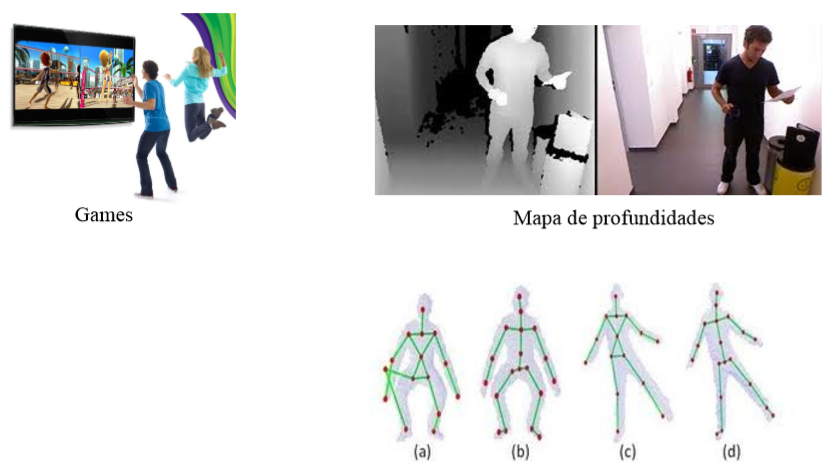 Games
Mapa de profundidades
(a) (b) (c) (d)